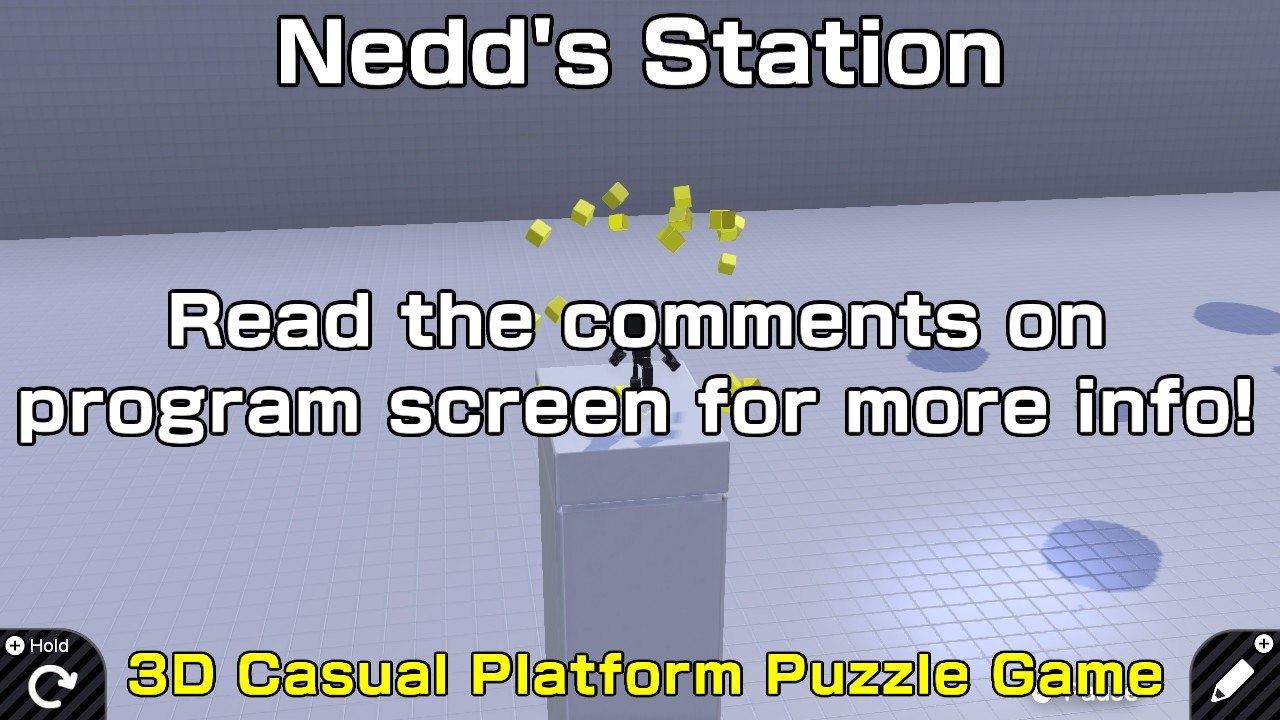 Nedd's Station
Read the comments on
program screen for more info!
Hold
3D Casual Platform Puzzle Game